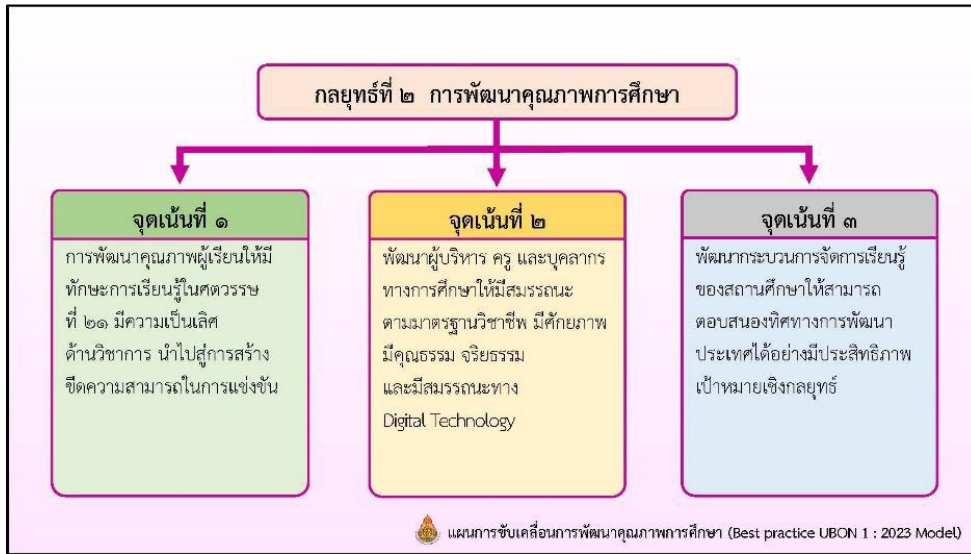 กลยุทธ์ที่ ๒ การพัฒนาคุณภาพการศึกษา
จุดเน้นที่ ๑
การพัฒนาคุณภาพผู้เรียนให้มี
ทักษะการเรียนรู้ในศตวรรษ
ที่ ๒๑ มีความเป็นเลิศ
ด้านวิชาการ นำไปสู่การสร้าง
ขีดความสามารถในการแข่งขัน
จุดเน้นที่ ๒
พัฒนาผู้บริหาร ครู และบุคลากร
ทางการศึกษาให้มีสมรรถนะ
ตามมาตรฐานวิชาชีพ มีศักยภาพ
มีคุณธรรม จริยธรรม
และมีสมรรถนะทาง
Digital Technology
จุดเน้นที่ ๓
พัฒนากระบวนการจัดการเรียนรู้
ของสถานศึกษาให้สามารถ
ตอบสนองทิศทางการพัฒนา
ประเทศได้อย่างมีประสิทธิภาพ
เป้าหมายเชิงกลยุทธ์
แผนการขับเคลื่อนการพัฒนาคุณภาพการศึกษา (Best practice UBON 1 : 2023 Model)